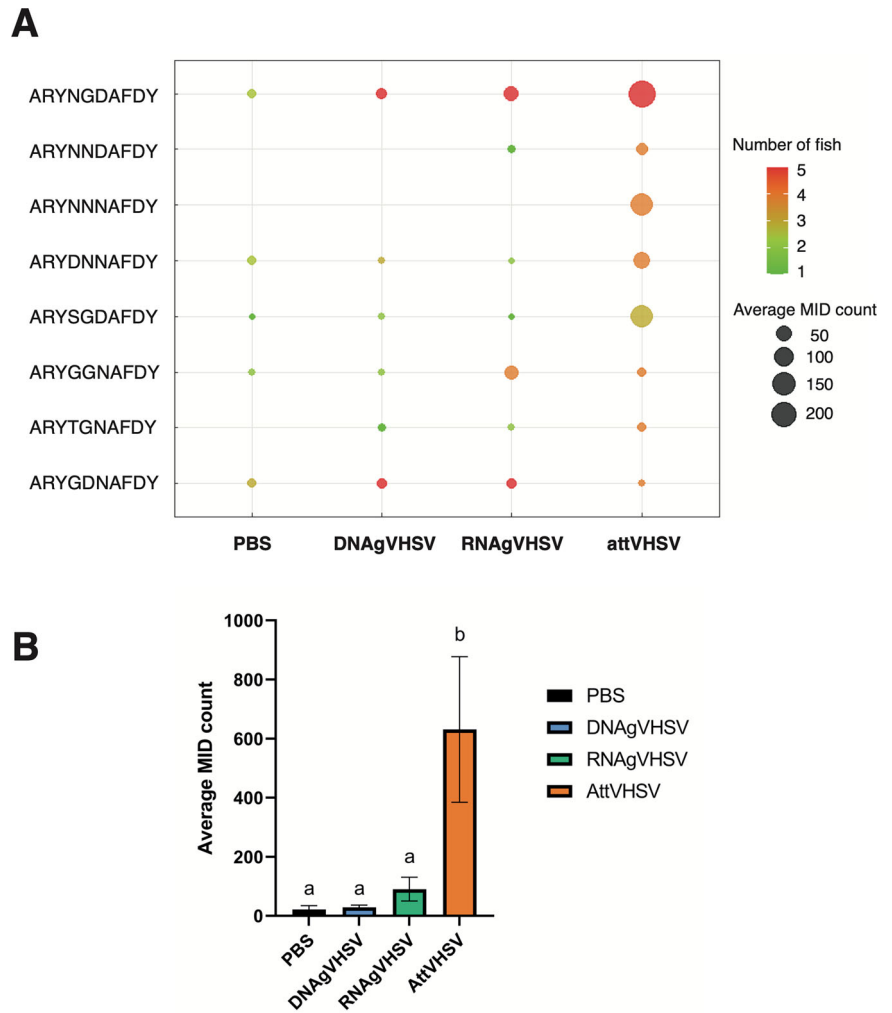 A
ARYNGDAFDY
ARYNNDAFDY
ARYNNNAFDY
ARYDNNAFDY
ARYSGDAFDY
ARYGGNAFDY
ARYTGNAFDY
ARYGDNAFDY
PBS DNAgVHSV RNAgVHSV attVHSV
Number of fish
5
4
3
2
1
Average MID count
50
100
150
200
B
Average MID count
1000
800
600
400
200
0
a a a b
PBS
DNAgVHSV
RNAgVHSV
AttVHSV
PBS
DNAgVHSV
RNAgVHSV
AttVHSV